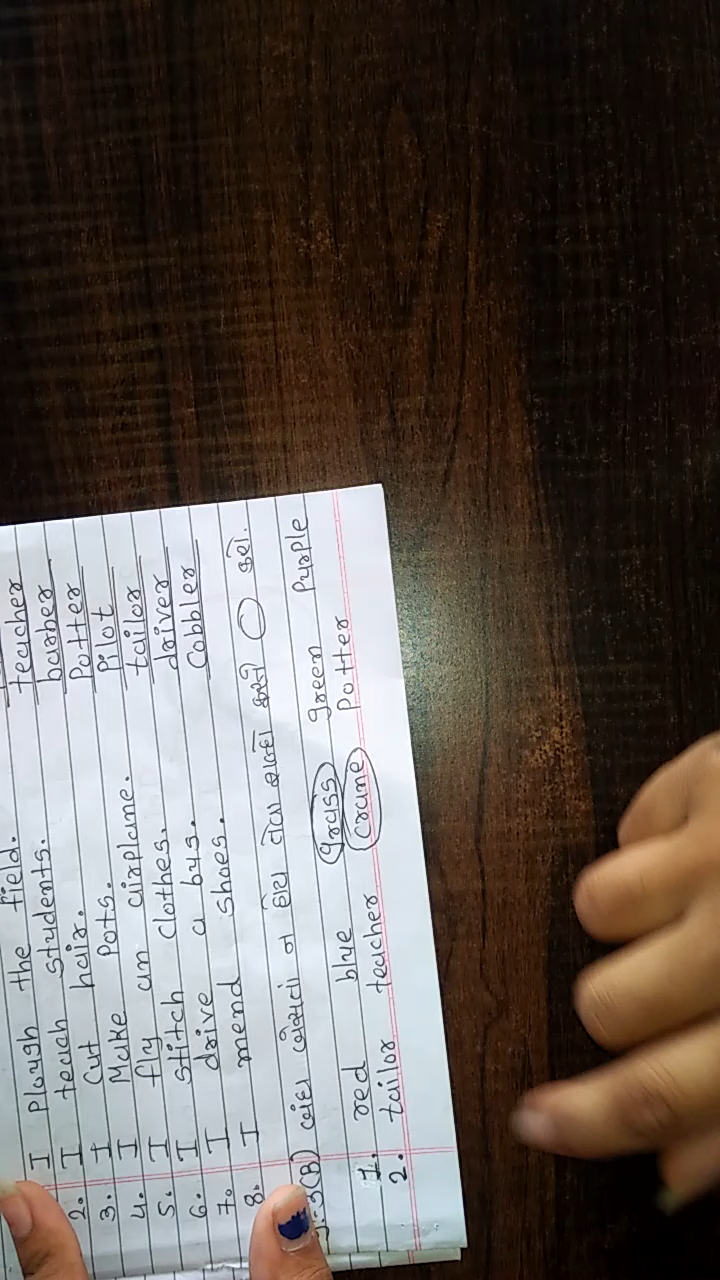 I Plough the field.
2. I teach students. teacher
3. I Cut hair. barber
4. I Make Pots. Potter
5. I fly an airplane. Pilot
6. I stitch clothes. tailor
7. I drive a bus. driver
8. I mend shoes. Cobbler
3(B) બંધ બેસતાં ન હોય તેવા શબ્દો ફરતે ◯ કરો.
1. red blue grass green Purple
2. tailor teacher crane Potter